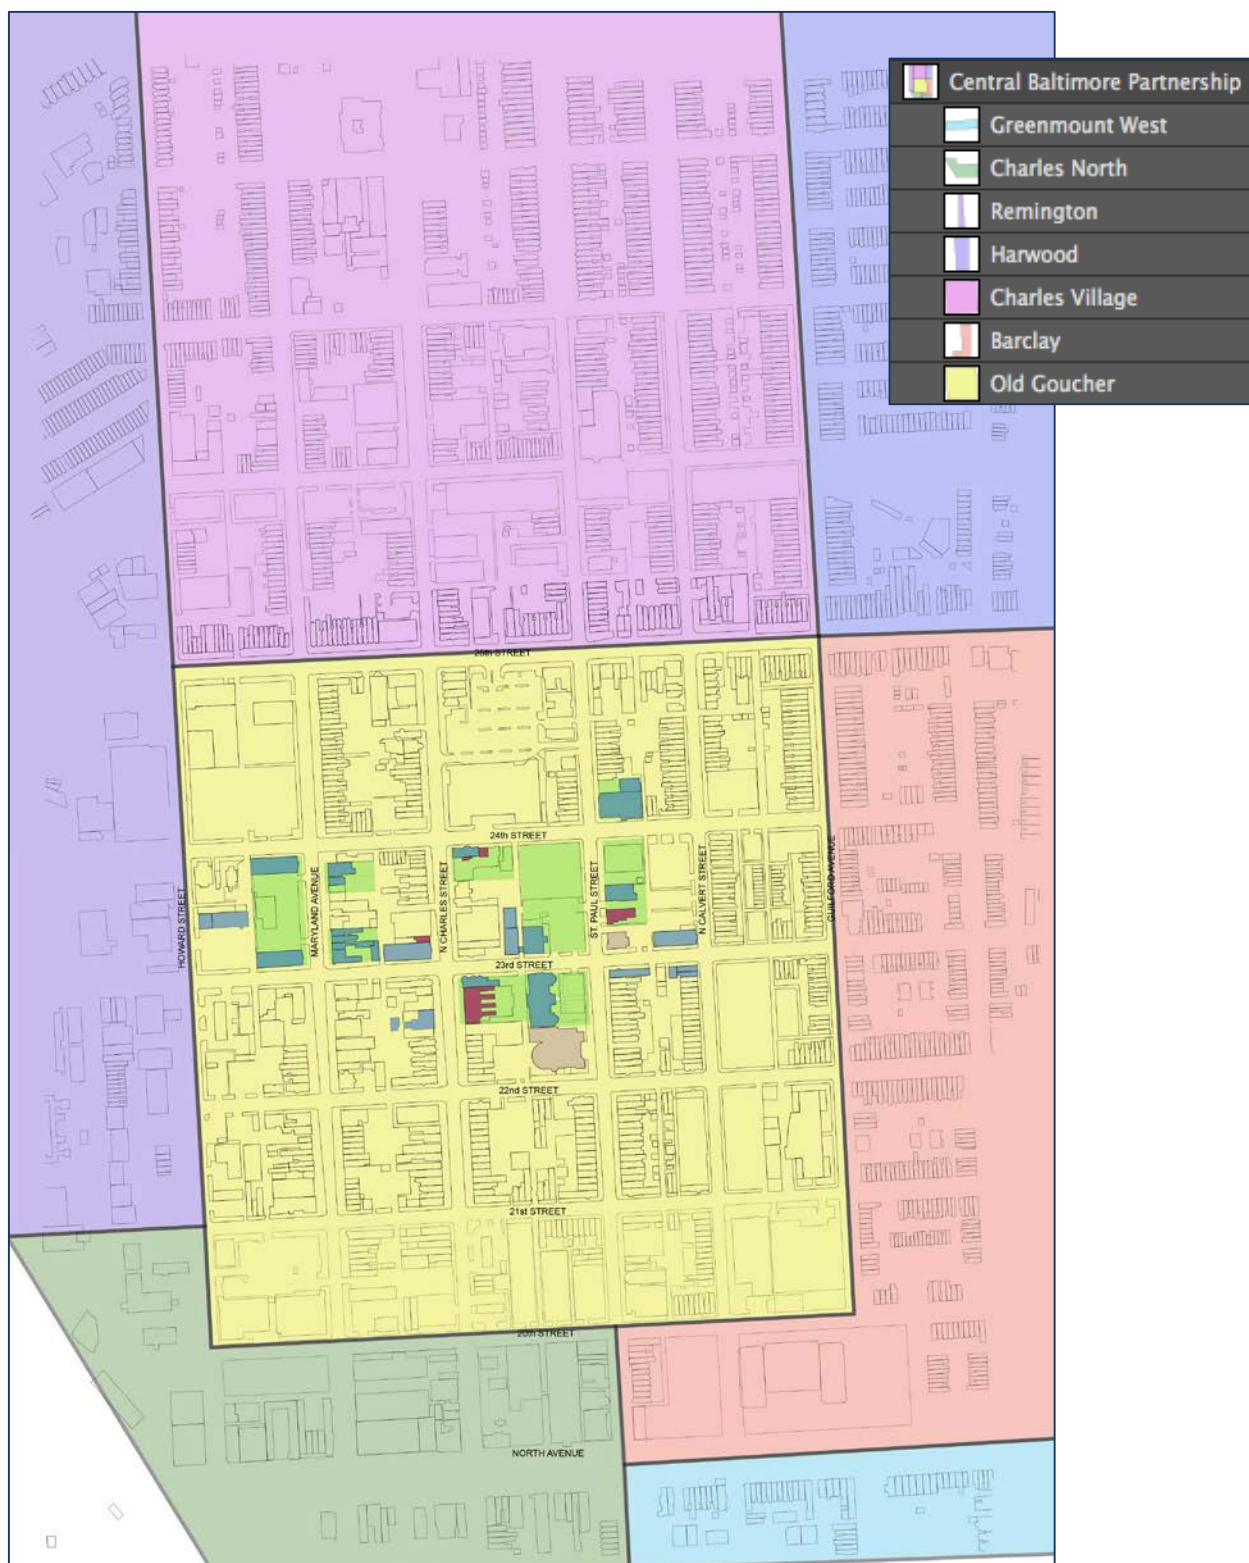 Central Baltimore Partnership
Greenmount West
Charles North
Remington
Harwood
Charles Village
Barclay
Old Goucher
25th STREET
24th STREET
HOWARD STREET
MARYLAND AVENUE
N CHARLES STREET
ST. PAUL STREET
N CALVERT STREET
GUILFORD AVENUE
23rd STREET
22nd STREET
21st STREET
20th STREET
NORTH AVENUE